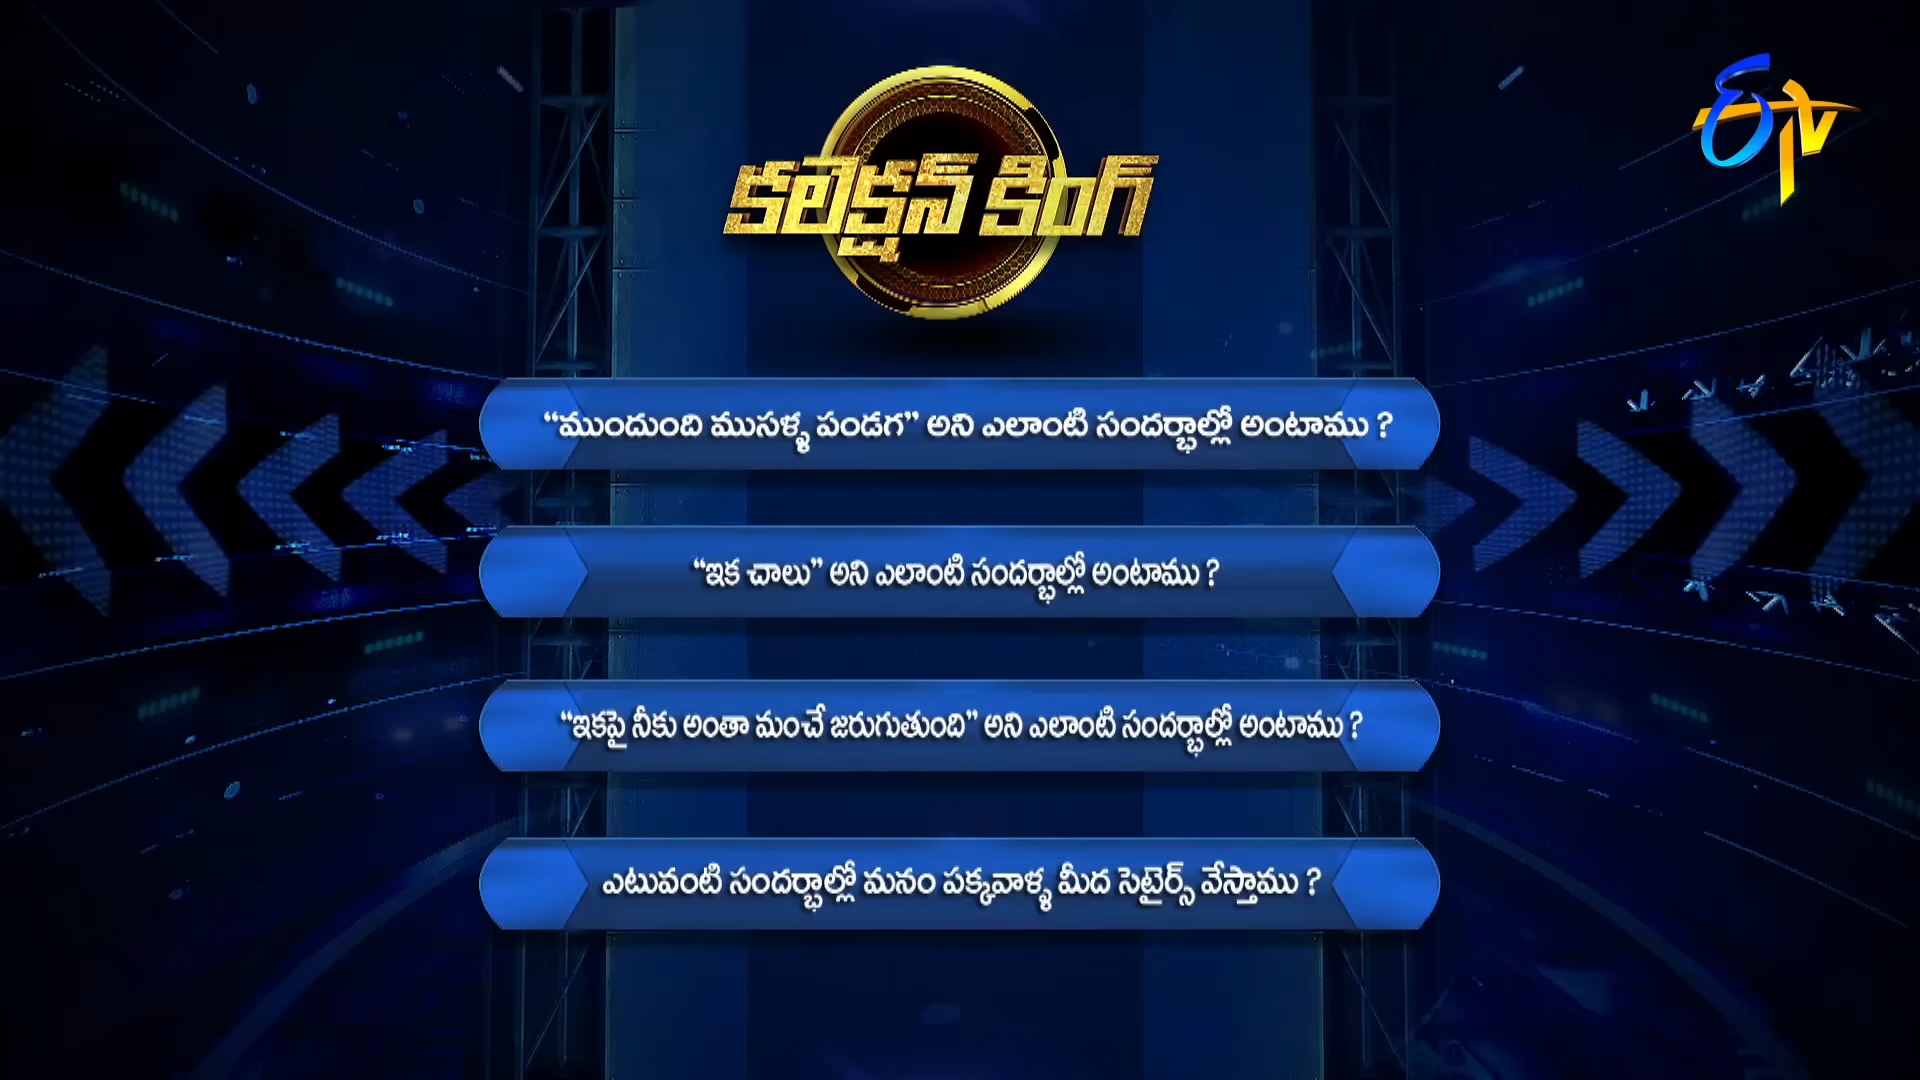 ETV
కలెక్షన్ కింగ్
“ముందుంది ముసళ్ళ పండగ” అని ఎలాంటి సందర్భాల్లో అంటాము ?
“ఇక చాలు” అని ఎలాంటి సందర్భాల్లో అంటాము ?
“ఇకపై నీకు అంతా మంచే జరుగుతుంది” అని ఎలాంటి సందర్భాల్లో అంటాము ?
ఎటువంటి సందర్భాల్లో మనం పక్కవాళ్ళ మీద సెటైర్స్ వేస్తాము ?